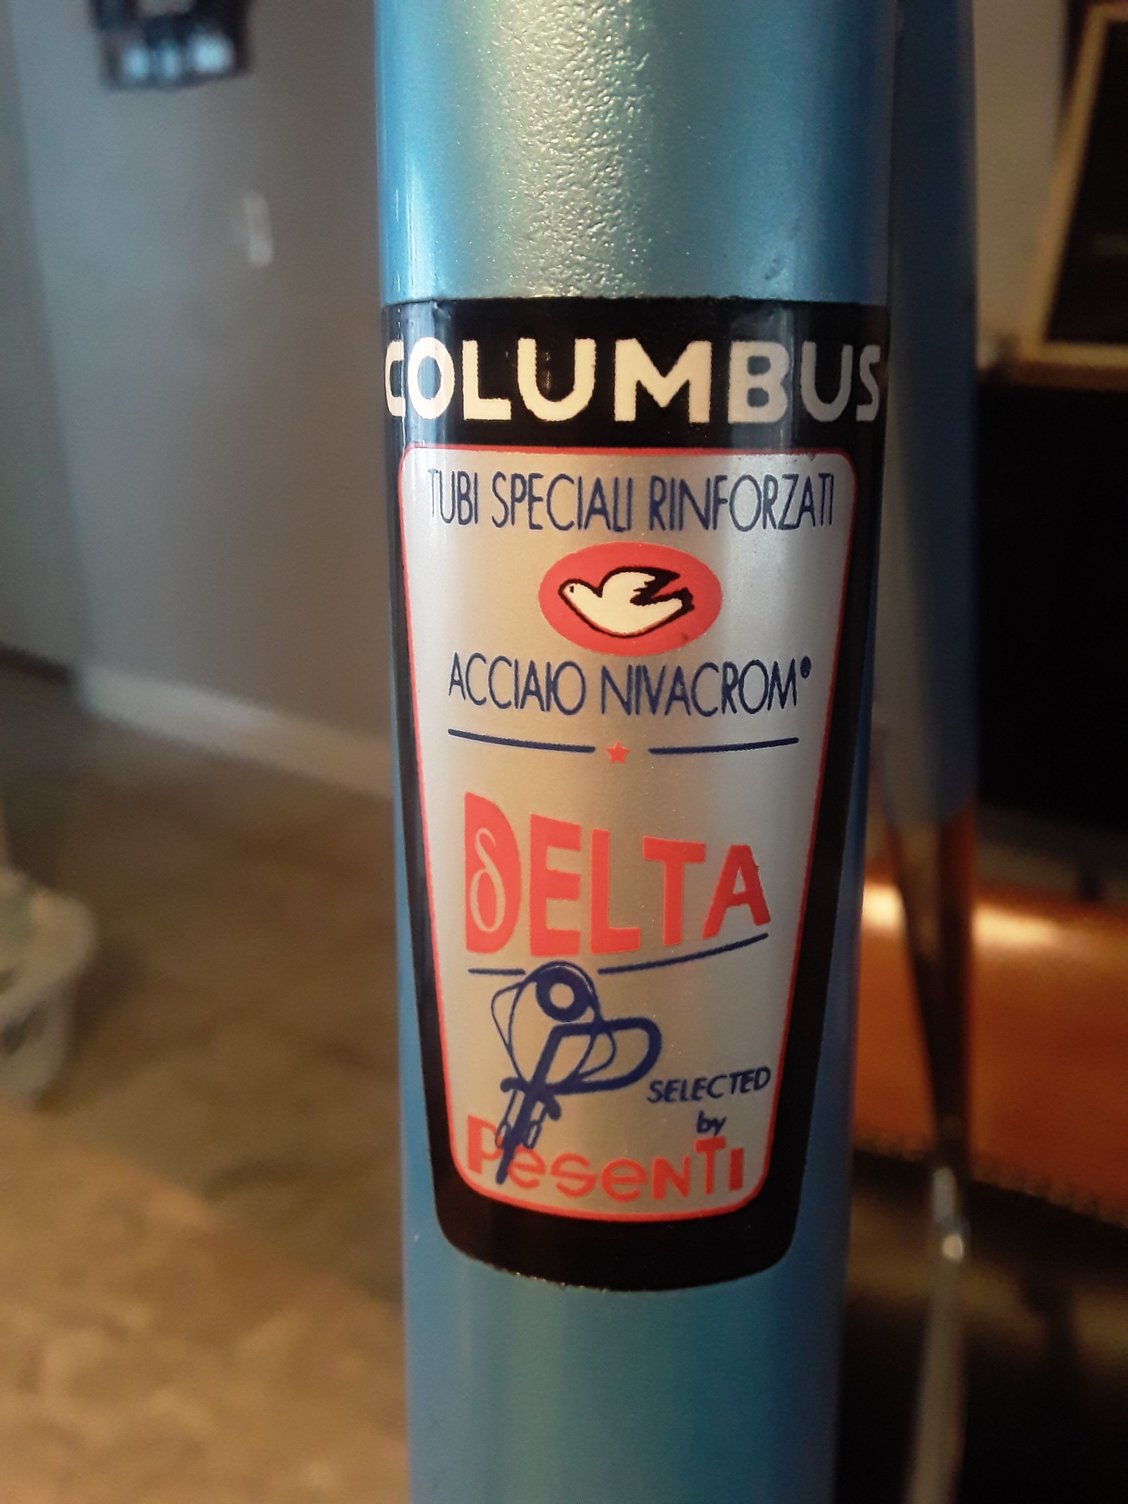 COLUMBUS
TUBI SPECIALI RINFORZATI
ACCIAIO NIVACROM®
δ DELTA
SELECTED
by
PesenTi